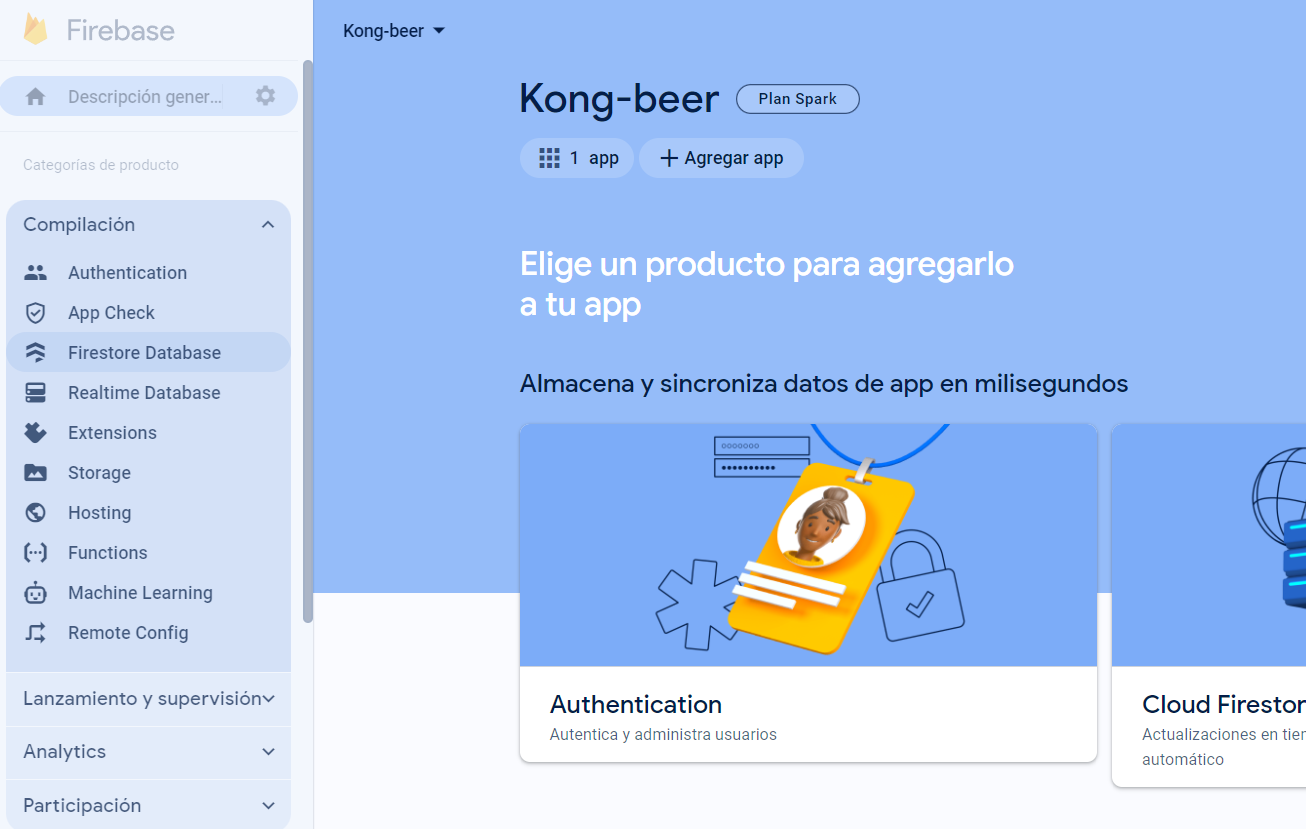 Firebase
Descripción gener...
Categorías de producto
Compilación
Authentication
App Check
Firestore Database
Realtime Database
Extensions
Storage
Hosting
Functions
Machine Learning
Remote Config
Lanzamiento y supervisión
Analytics
Participación
Kong-beer
Kong-beer
Plan Spark
1 app
Agregar app
Elige un producto para agregarlo
a tu app
Almacena y sincroniza datos de app en milisegundos
Authentication
Autentica y administra usuarios
Cloud Firestor
Actualizaciones en tie
automático